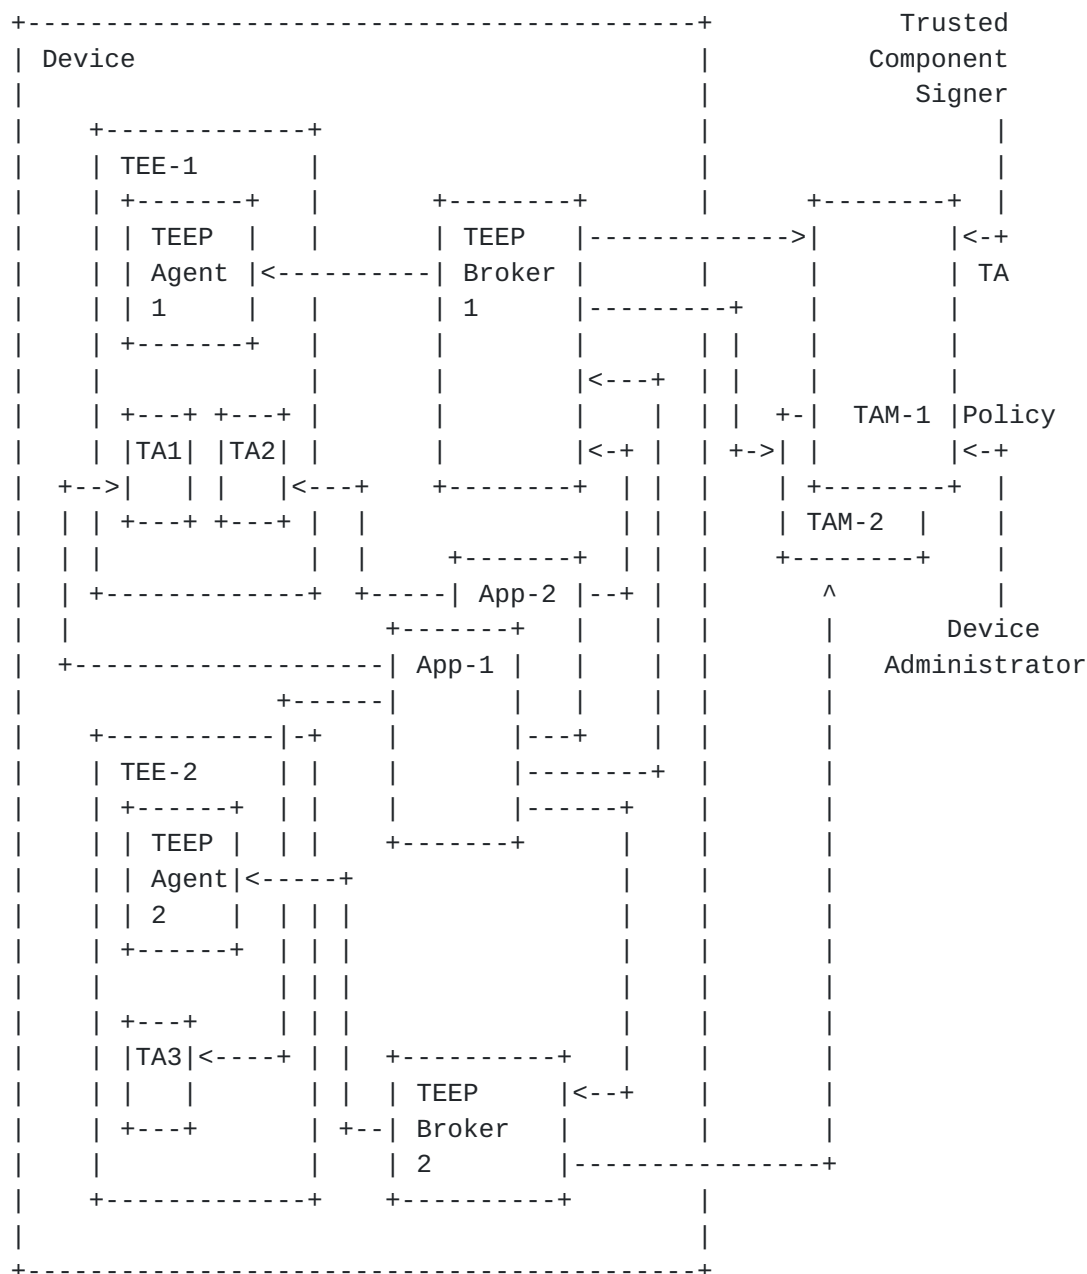 Trusted
Device Component
Signer
TEE-1
TEEP TEEP
Agent Broker TA
1 1
TAM-1 Policy
TA1 TA2
TAM-2
App-2
Device
App-1 Administrator
TEE-2
TEEP
Agent
2
TA3
TEEP
Broker
2